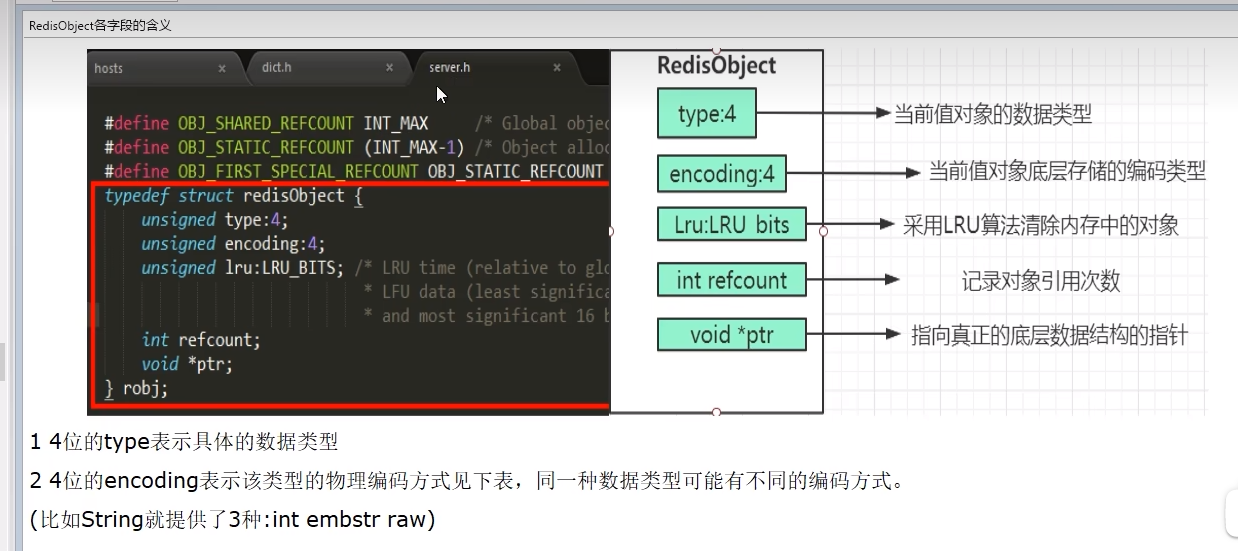 RedisObject各字段的含义
hosts × dict.h × server.h ×
#define OBJ_SHARED_REFCOUNT INT_MAX /* Global objec
#define OBJ_STATIC_REFCOUNT (INT_MAX-1) /* Object alloc
#define OBJ_FIRST_SPECIAL_REFCOUNT OBJ_STATIC_REFCOUNT
typedef struct redisObject {
unsigned type:4;
unsigned encoding:4;
unsigned lru:LRU_BITS; /* LRU time (relative to glo
* LFU data (least significa
* and most significant 16 b
int refcount;
void *ptr;
} robj;
RedisObject
type:4 当前值对象的数据类型
encoding:4 当前值对象底层存储的编码类型
Lru:LRU_bits 采用LRU算法清除内存中的对象
int refcount 记录对象引用次数
void *ptr 指向真正的底层数据结构的指针
1 4位的type表示具体的数据类型
2 4位的encoding表示该类型的物理编码方式见下表，同一种数据类型可能有不同的编码方式。
(比如String就提供了3种:int embstr raw)